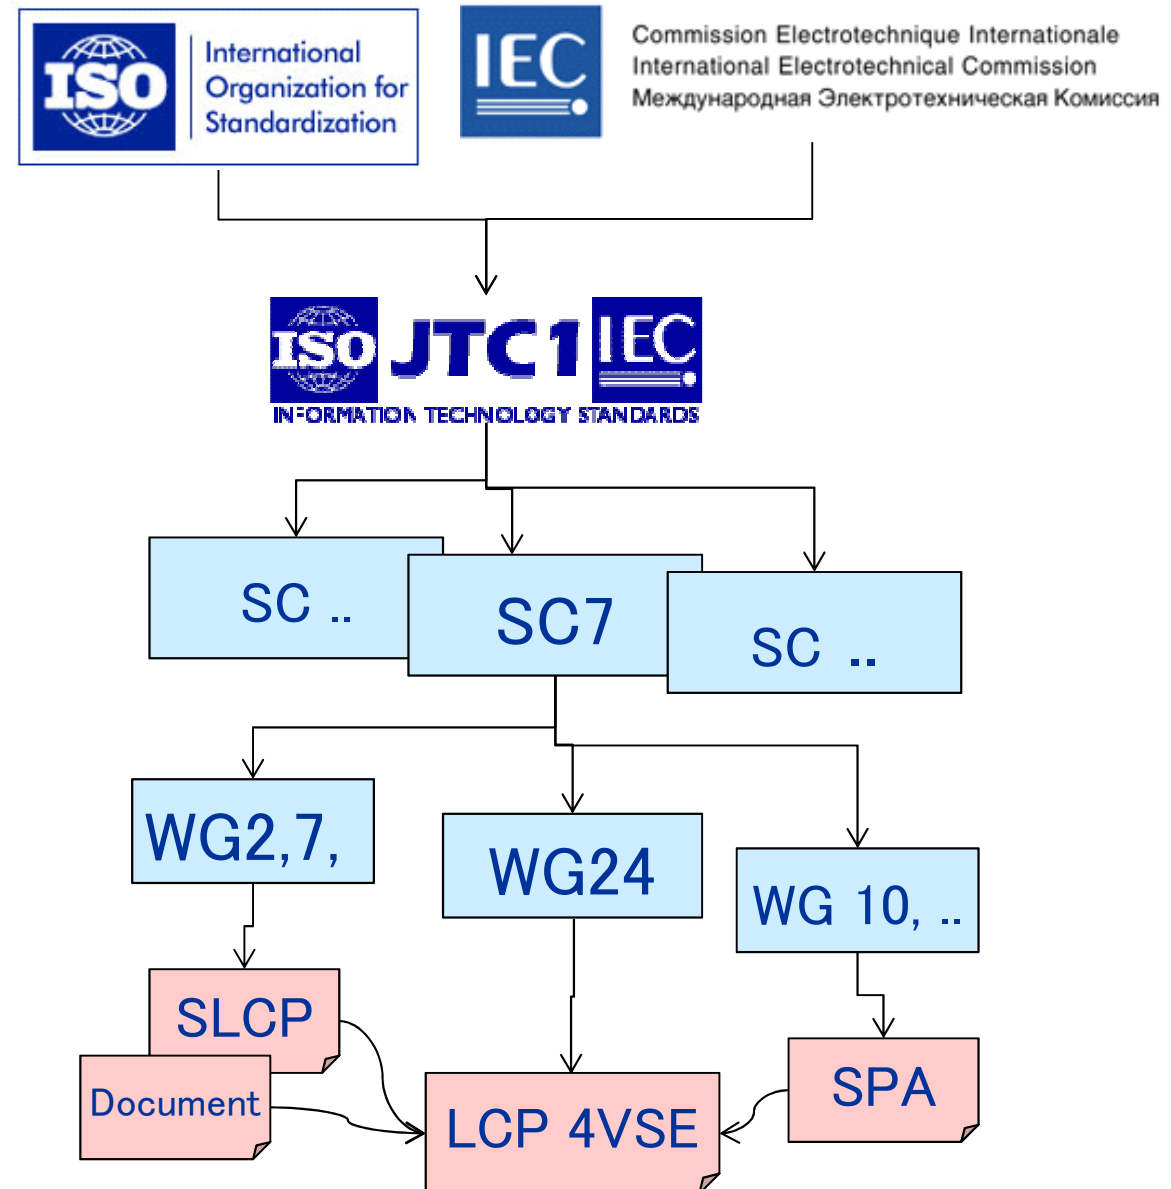 ISO
International
Organization for
Standardization
IEC
Commission Electrotechnique Internationale
International Electrotechnical Commission
Международная Электротехническая Комиссия
ISO JTC1 IEC
INFORMATION TECHNOLOGY STANDARDS
SC ..
SC7
SC ..
WG2,7,
WG24
WG 10, ..
SLCP
Document
LCP 4VSE
SPA